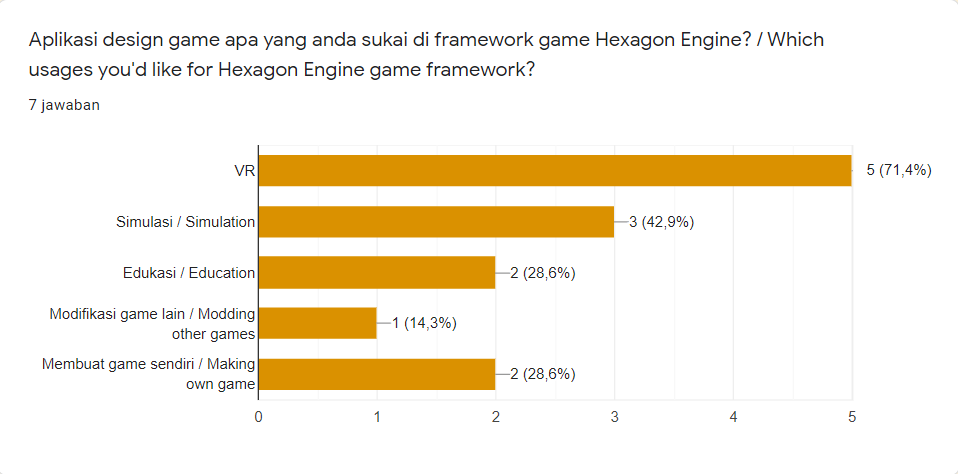 Aplikasi design game apa yang anda sukai di framework game Hexagon Engine? / Which
usages you'd like for Hexagon Engine game framework?
7 jawaban
VR
5 (71,4%)
Simulasi / Simulation
3 (42,9%)
Edukasi / Education
2 (28,6%)
Modifikasi game lain / Modding
other games
1 (14,3%)
Membuat game sendiri / Making
own game
2 (28,6%)
0 1 2 3 4 5